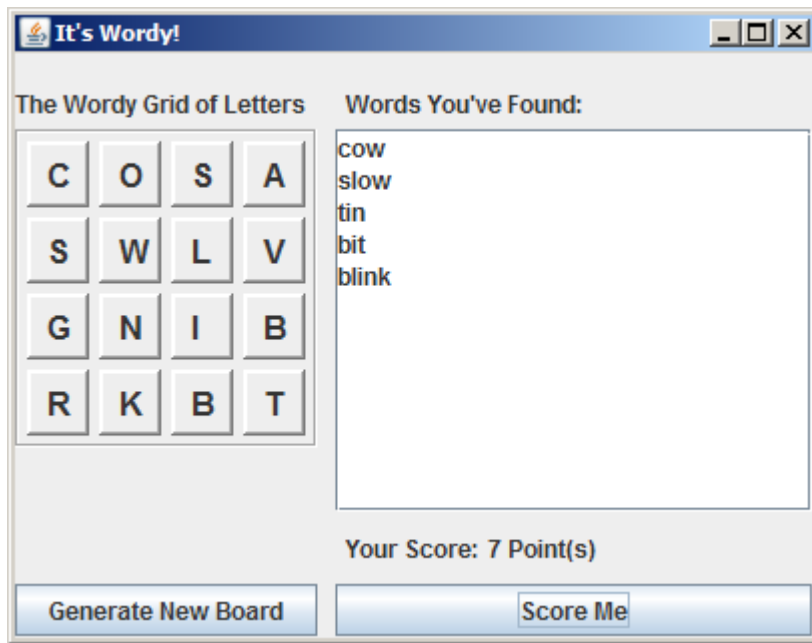 It's Wordy!
The Wordy Grid of Letters
C O S A
S W L V
G N I B
R K B T
Words You've Found:
cow
slow
tin
bit
blink
Your Score: 7 Point(s)
Generate New Board
Score Me